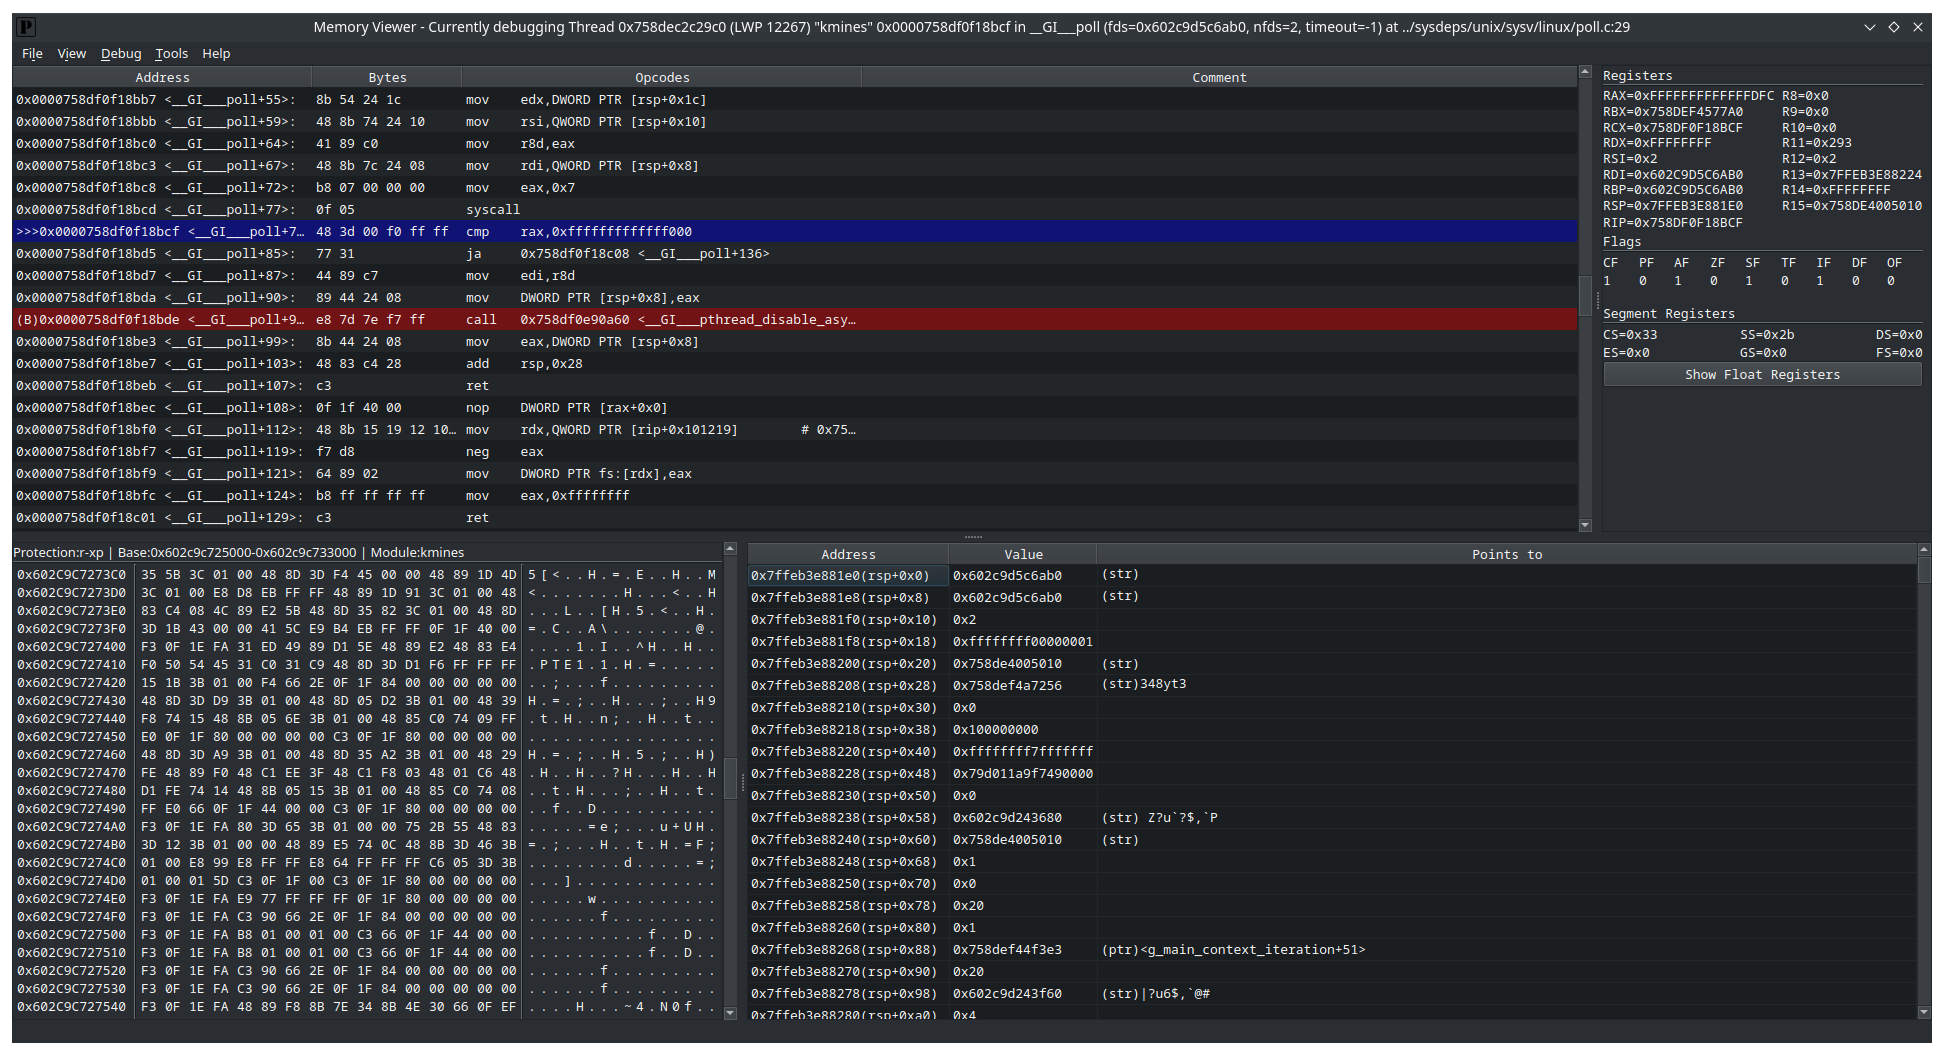 Memory Viewer - Currently debugging Thread 0x758dec2c29c0 (LWP 12267) "kmines" 0x0000758df0f18bcf in __GI___poll (fds=0x602c9d5c6ab0, nfds=2, timeout=-1) at ../sysdeps/unix/sysv/linux/poll.c:29
File View Debug Tools Help
Address Bytes Opcodes Comment
0x0000758df0f18bb7 <__GI___poll+55>: 8b 54 24 1c mov edx,DWORD PTR [rsp+0x1c]
0x0000758df0f18bbb <__GI___poll+59>: 48 8b 74 24 10 mov rsi,QWORD PTR [rsp+0x10]
0x0000758df0f18bc0 <__GI___poll+64>: 41 89 c0 mov r8d,eax
0x0000758df0f18bc3 <__GI___poll+67>: 48 8b 7c 24 08 mov rdi,QWORD PTR [rsp+0x8]
0x0000758df0f18bc8 <__GI___poll+72>: b8 07 00 00 00 mov eax,0x7
0x0000758df0f18bcd <__GI___poll+77>: 0f 05 syscall
>>>0x0000758df0f18bcf <__GI___poll+7… 48 3d 00 f0 ff ff cmp rax,0xfffffffffffff000
0x0000758df0f18bd5 <__GI___poll+85>: 77 31 ja 0x758df0f18c08 <__GI___poll+136>
0x0000758df0f18bd7 <__GI___poll+87>: 44 89 c7 mov edi,r8d
0x0000758df0f18bda <__GI___poll+90>: 89 44 24 08 mov DWORD PTR [rsp+0x8],eax
(B)0x0000758df0f18bde <__GI___poll+9… e8 7d 7e f7 ff call 0x758df0e90a60 <__GI___pthread_disable_asy…
0x0000758df0f18be3 <__GI___poll+99>: 8b 44 24 08 mov eax,DWORD PTR [rsp+0x8]
0x0000758df0f18be7 <__GI___poll+103>: 48 83 c4 28 add rsp,0x28
0x0000758df0f18beb <__GI___poll+107>: c3 ret
0x0000758df0f18bec <__GI___poll+108>: 0f 1f 40 00 nop DWORD PTR [rax+0x0]
0x0000758df0f18bf0 <__GI___poll+112>: 48 8b 15 19 12 10… mov rdx,QWORD PTR [rip+0x101219] # 0x75…
0x0000758df0f18bf7 <__GI___poll+119>: f7 d8 neg eax
0x0000758df0f18bf9 <__GI___poll+121>: 64 89 02 mov DWORD PTR fs:[rdx],eax
0x0000758df0f18bfc <__GI___poll+124>: b8 ff ff ff ff mov eax,0xffffffff
0x0000758df0f18c01 <__GI___poll+129>: c3 ret
Registers
RAX=0xFFFFFFFFFFFFFDFC R8=0x0
RBX=0x758DEF4577A0 R9=0x0
RCX=0x758DF0F18BCF R10=0x0
RDX=0xFFFFFFFF R11=0x293
RSI=0x2 R12=0x2
RDI=0x602C9D5C6AB0 R13=0x7FFEB3E88224
RBP=0x602C9D5C6AB0 R14=0xFFFFFFFF
RSP=0x7FFEB3E881E0 R15=0x758DE4005010
RIP=0x758DF0F18BCF
Flags
CF PF AF ZF SF TF IF DF OF
1 0 1 0 1 0 1 0 0
Segment Registers
CS=0x33 SS=0x2b DS=0x0
ES=0x0 GS=0x0 FS=0x0
Show Float Registers
Protection:r-xp | Base:0x602c9c725000-0x602c9c733000 | Module:kmines
0x602C9C7273C0 35 5B 3C 01 00 48 8D 3D F4 45 00 00 48 89 1D 4D 5[<..H.=.E..H..M
0x602C9C7273D0 3C 01 00 E8 D8 EB FF FF 48 89 1D 91 3C 01 00 48 <.......H...<..H
0x602C9C7273E0 83 C4 08 4C 89 E2 5B 48 8D 35 82 3C 01 00 48 8D ...L..[H.5.<..H.
0x602C9C7273F0 3D 1B 43 00 00 41 5C E9 B4 EB FF FF 0F 1F 40 00 =.C..A\.......@.
0x602C9C727400 F3 0F 1E FA 31 ED 49 89 D1 5E 48 89 E2 48 83 E4 ....1.I..^H..H..
0x602C9C727410 F0 50 54 45 31 C0 31 C9 48 8D 3D D1 F6 FF FF FF .PTE1.1.H.=.....
0x602C9C727420 15 1B 3B 01 00 F4 66 2E 0F 1F 84 00 00 00 00 00 ..;...f.........
0x602C9C727430 48 8D 3D D9 3B 01 00 48 8D 05 D2 3B 01 00 48 39 H.=.;..H...;..H9
0x602C9C727440 F8 74 15 48 8B 05 6E 3B 01 00 48 85 C0 74 09 FF .t.H..n;..H..t..
0x602C9C727450 E0 0F 1F 80 00 00 00 00 C3 0F 1F 80 00 00 00 00 ................
0x602C9C727460 48 8D 3D A9 3B 01 00 48 8D 35 A2 3B 01 00 48 29 H.=.;..H.5.;..H)
0x602C9C727470 FE 48 89 F0 48 C1 EE 3F 48 C1 F8 03 48 01 C6 48 .H..H..?H...H..H
0x602C9C727480 D1 FE 74 14 48 8B 05 15 3B 01 00 48 85 C0 74 08 ..t.H...;..H..t.
0x602C9C727490 FF E0 66 0F 1F 44 00 00 C3 0F 1F 80 00 00 00 00 ..f..D..........
0x602C9C7274A0 F3 0F 1E FA 80 3D 65 3B 01 00 00 75 2B 55 48 83 .....=e;...u+UH.
0x602C9C7274B0 3D 12 3B 01 00 00 48 89 E5 74 0C 48 8B 3D 46 3B =.;...H..t.H.=F;
0x602C9C7274C0 01 00 E8 99 E8 FF FF E8 64 FF FF FF C6 05 3D 3B ........d.....=;
0x602C9C7274D0 01 00 01 5D C3 0F 1F 00 C3 0F 1F 80 00 00 00 00 ...]............
0x602C9C7274E0 F3 0F 1E FA E9 77 FF FF FF 0F 1F 80 00 00 00 00 .....w..........
0x602C9C7274F0 F3 0F 1E FA C3 90 66 2E 0F 1F 84 00 00 00 00 00 ......f.........
0x602C9C727500 F3 0F 1E FA B8 01 00 01 00 C3 66 0F 1F 44 00 00 ..........f..D..
0x602C9C727510 F3 0F 1E FA B8 01 00 01 00 C3 66 0F 1F 44 00 00 ..........f..D..
0x602C9C727520 F3 0F 1E FA C3 90 66 2E 0F 1F 84 00 00 00 00 00 ......f.........
0x602C9C727530 F3 0F 1E FA C3 90 66 2E 0F 1F 84 00 00 00 00 00 ......f.........
0x602C9C727540 F3 0F 1E FA 48 89 F8 8B 7E 34 8B 4E 30 66 0F EF ....H...~4.N0f..
Address Value Points to
0x7ffeb3e881e0(rsp+0x0) 0x602c9d5c6ab0 (str)
0x7ffeb3e881e8(rsp+0x8) 0x602c9d5c6ab0 (str)
0x7ffeb3e881f0(rsp+0x10) 0x2
0x7ffeb3e881f8(rsp+0x18) 0xffffffff00000001
0x7ffeb3e88200(rsp+0x20) 0x758de4005010 (str)
0x7ffeb3e88208(rsp+0x28) 0x758def4a7256 (str)348yt3
0x7ffeb3e88210(rsp+0x30) 0x0
0x7ffeb3e88218(rsp+0x38) 0x100000000
0x7ffeb3e88220(rsp+0x40) 0xffffffff7fffffff
0x7ffeb3e88228(rsp+0x48) 0x79d011a9f7490000
0x7ffeb3e88230(rsp+0x50) 0x0
0x7ffeb3e88238(rsp+0x58) 0x602c9d243680 (str) Z?u`?$,`P
0x7ffeb3e88240(rsp+0x60) 0x758de4005010 (str)
0x7ffeb3e88248(rsp+0x68) 0x1
0x7ffeb3e88250(rsp+0x70) 0x0
0x7ffeb3e88258(rsp+0x78) 0x20
0x7ffeb3e88260(rsp+0x80) 0x1
0x7ffeb3e88268(rsp+0x88) 0x758def44f3e3 (ptr)<g_main_context_iteration+51>
0x7ffeb3e88270(rsp+0x90) 0x20
0x7ffeb3e88278(rsp+0x98) 0x602c9d243f60 (str)|?u6$,`@#
0x7ffeb3e88280(rsp+0xa0) 0x4